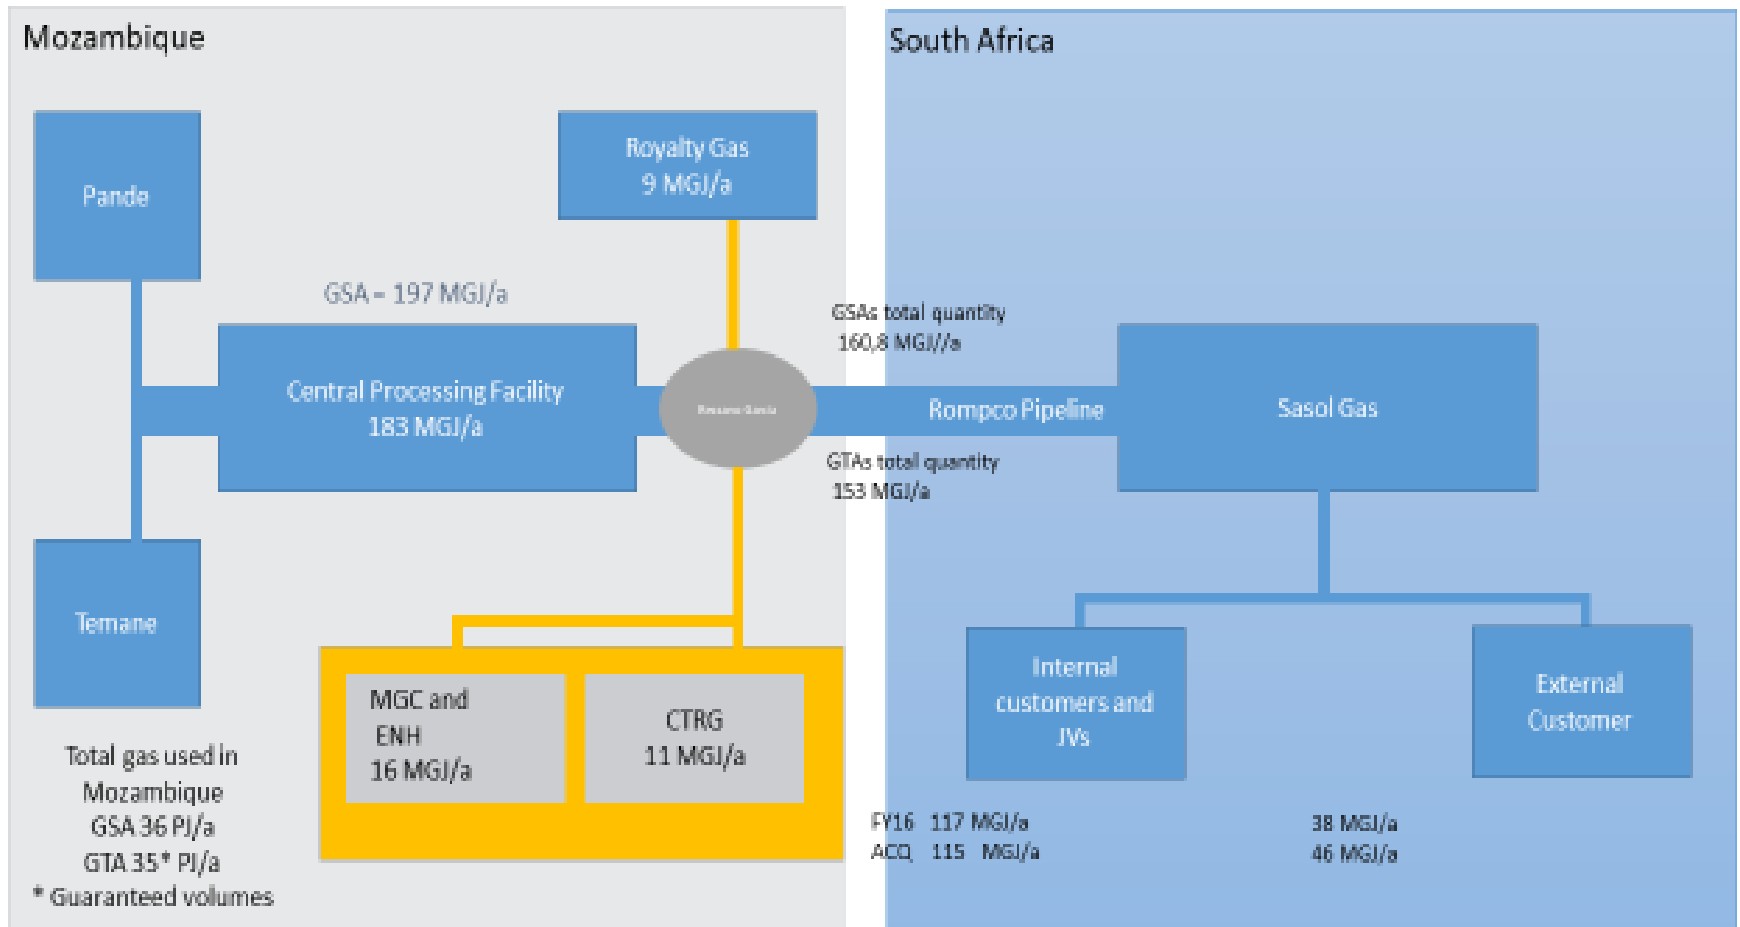 Mozambique
South Africa
Pande
Royalty Gas
9 MGJ/a
GSA = 197 MGJ/a
GSAs total quantity
160,8 MGJ//a
Central Processing Facility
183 MGJ/a
Ressano Garcia
Rompco Pipeline
Sasol Gas
GTAs total quantity
153 MGJ/a
Temane
MGC and
ENH
16 MGJ/a
CTRG
11 MGJ/a
Internal
customers and
JVs
External
Customer
Total gas used in
Mozambique
GSA 36 PJ/a
GTA 35* PJ/a
* Guaranteed volumes
FY16 117 MGJ/a
38 MGJ/a
ACQ 115 MGJ/a
46 MGJ/a